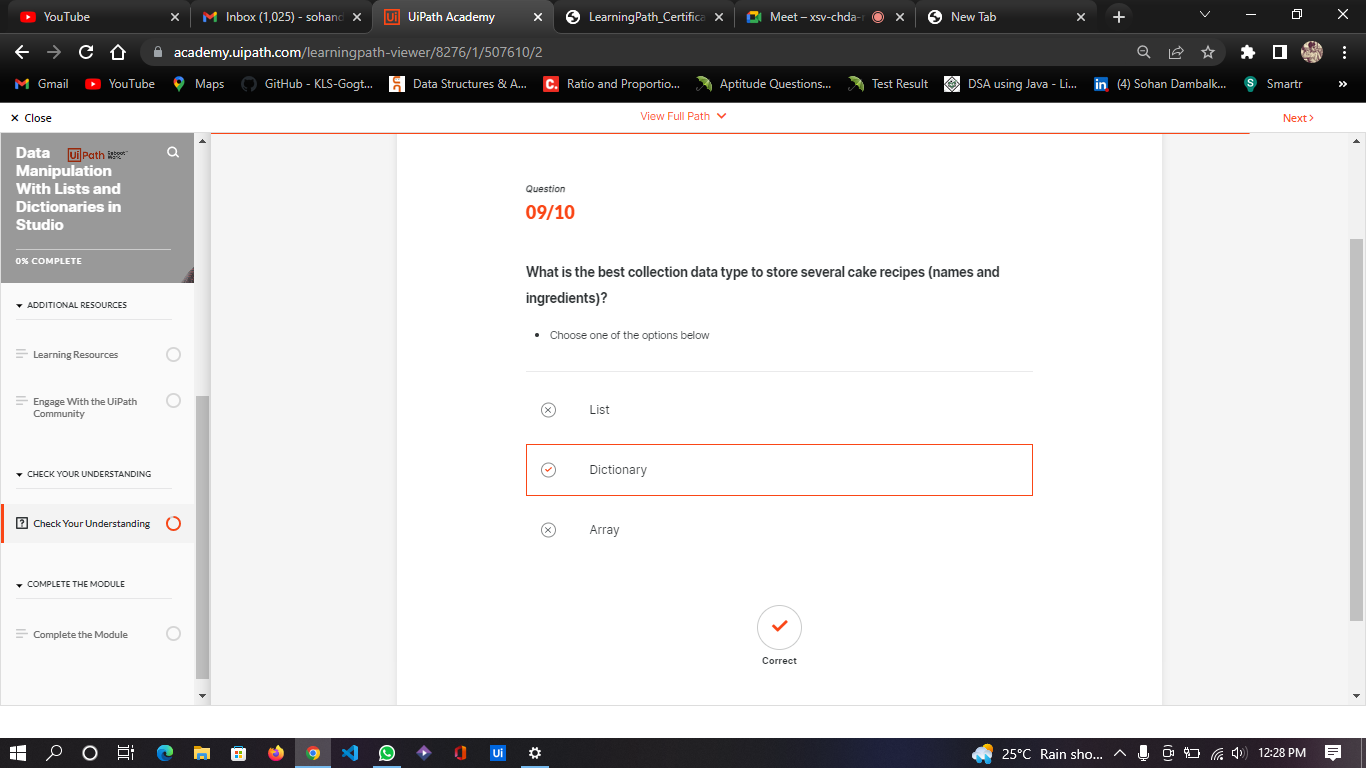 YouTube
Inbox (1,025) - sohand
UiPath Academy
LearningPath_Certifica
Meet – xsv-chda-
New Tab
academy.uipath.com/learningpath-viewer/8276/1/507610/2
Gmail
YouTube
Maps
GitHub - KLS-Gogt...
Data Structures & A...
Ratio and Proportio...
Aptitude Questions...
Test Result
DSA using Java - Li...
(4) Sohan Dambalk...
Smartr
»
Close
View Full Path
Next
Data
Manipulation
With Lists and
Dictionaries in
Studio
UiPath
0% COMPLETE
ADDITIONAL RESOURCES
Learning Resources
Engage With the UiPath
Community
CHECK YOUR UNDERSTANDING
Check Your Understanding
COMPLETE THE MODULE
Complete the Module
Question
09/10
What is the best collection data type to store several cake recipes (names and
ingredients)?
• Choose one of the options below
List
Dictionary
Array
Correct
25°C Rain sho...
12:28 PM